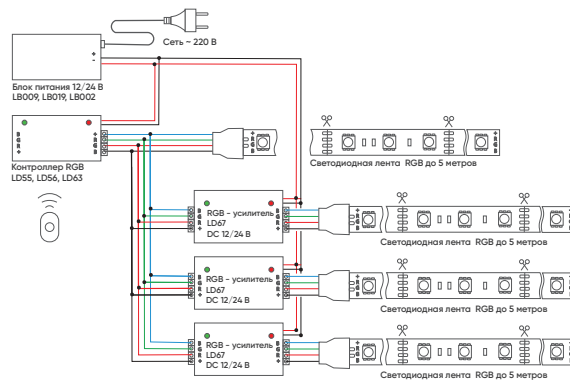 Сеть ~ 220 В
+
-
Блок питания 12/24 В
LB009, LB019, LB002
B
G
R
+
+
G
R
B
+
R
G
B
Контроллер RGB
LD55, LD56, LD63
Светодиодная лента RGB до 5 метров
B
G
R
+
RGB - усилитель
LD67
DC 12/24 В
B
G
R
+
+
R
G
B
Светодиодная лента RGB до 5 метров
B
G
R
+
RGB - усилитель
LD67
DC 12/24 В
B
G
R
+
+
R
G
B
Светодиодная лента RGB до 5 метров
B
G
R
+
RGB - усилитель
LD67
DC 12/24 В
B
G
R
+
+
R
G
B
Светодиодная лента RGB до 5 метров